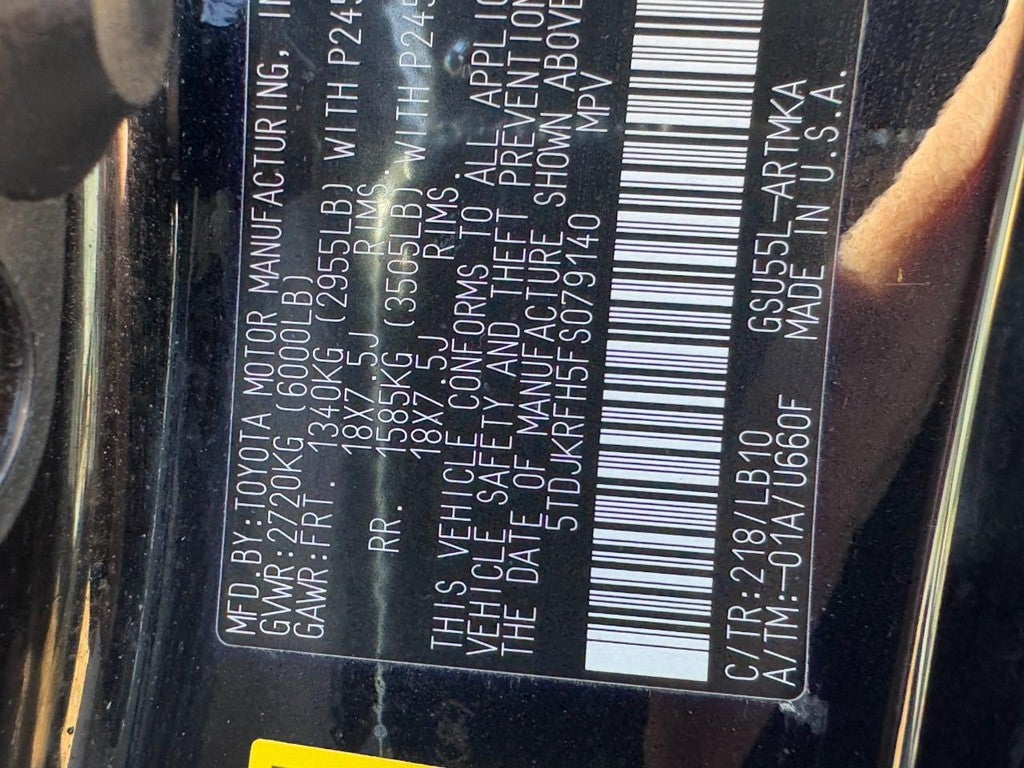 MFD.BY:TOYOTA MOTOR MANUFACTURING,
GVWR:2720KG (6000LB)
GAWR:FRT. 1340KG (2955LB) WITH P245
18X7.5J RIMS.
RR. 1585KG (3505LB) WITH P245
18X7.5J RIMS.
THIS VEHICLE CONFORMS TO ALL
VEHICLE SAFETY AND THEFT PREVENTION
THE DATE OF MANUFACTURE SHOWN ABOVE
5TDJKRFH5FS079140 MPV
C/TR:218/LB10 GSU55L-ARTMKA
A/TM:-01A/U660F MADE IN U.S.A.